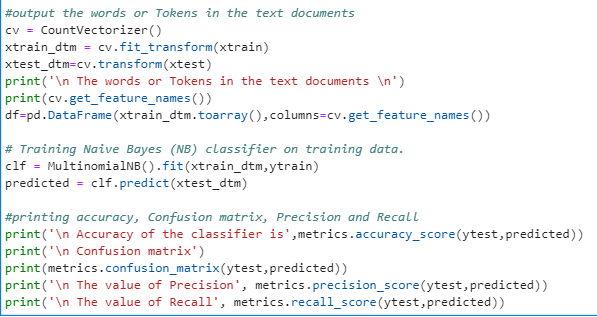 #output the words or Tokens in the text documents
cv = CountVectorizer()
xtrain_dtm = cv.fit_transform(xtrain)
xtest_dtm=cv.transform(xtest)
print('\n The words or Tokens in the text documents \n')
print(cv.get_feature_names())
df=pd.DataFrame(xtrain_dtm.toarray(),columns=cv.get_feature_names())
# Training Naive Bayes (NB) classifier on training data.
clf = MultinomialNB().fit(xtrain_dtm,ytrain)
predicted = clf.predict(xtest_dtm)
#printing accuracy, Confusion matrix, Precision and Recall
print('\n Accuracy of the classifier is',metrics.accuracy_score(ytest,predicted))
print('\n Confusion matrix')
print(metrics.confusion_matrix(ytest,predicted))
print('\n The value of Precision', metrics.precision_score(ytest,predicted))
print('\n The value of Recall', metrics.recall_score(ytest,predicted))